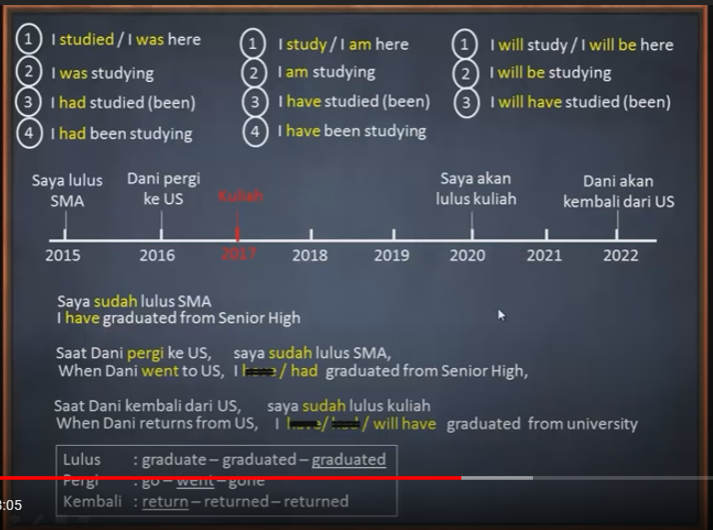 1 I studied / I was here
2 I was studying
3 I had studied (been)
4 I had been studying
1 I study / I am here
2 I am studying
3 I have studied (been)
4 I have been studying
1 I will study / I will be here
2 I will be studying
3 I will have studied (been)
Saya lulus
SMA
Dani pergi
ke US
Kuliah
Saya akan
lulus kuliah
Dani akan
kembali dari US
2015 2016 2017 2018 2019 2020 2021 2022
Saya sudah lulus SMA
I have graduated from Senior High
Saat Dani pergi ke US, saya sudah lulus SMA,
When Dani went to US, I have / had graduated from Senior High,
Saat Dani kembali dari US, saya sudah lulus kuliah
When Dani returns from US, I have / had / will have graduated from university
Lulus : graduate – graduated – graduated
Pergi : go – went – gone
Kembali : return – returned – returned
:05